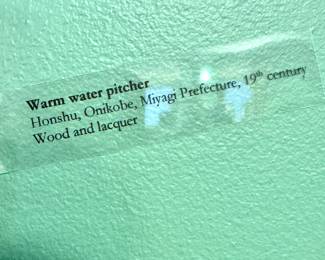 Warm water pitcher
Honshu, Onikobe, Miyagi Prefecture, 19th century
Wood and lacquer